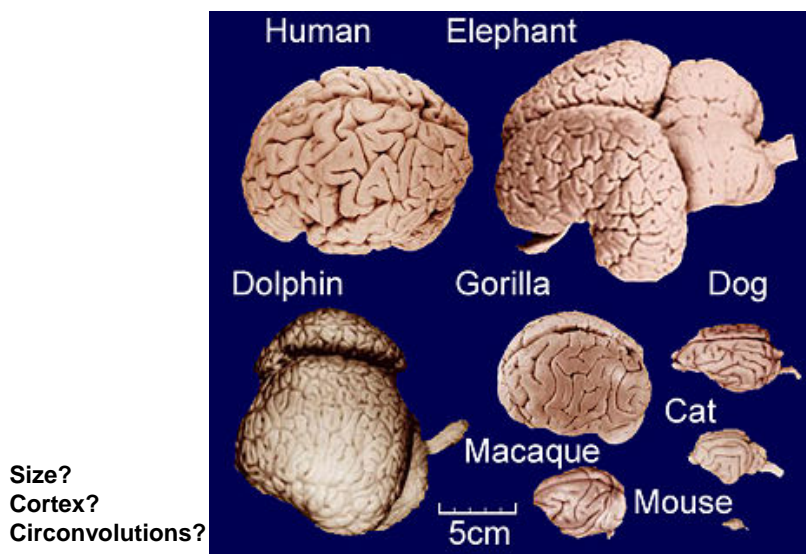 Human Elephant
Dolphin Gorilla Dog
Cat
Macaque
Mouse
5cm
Size?
Cortex?
Circonvolutions?